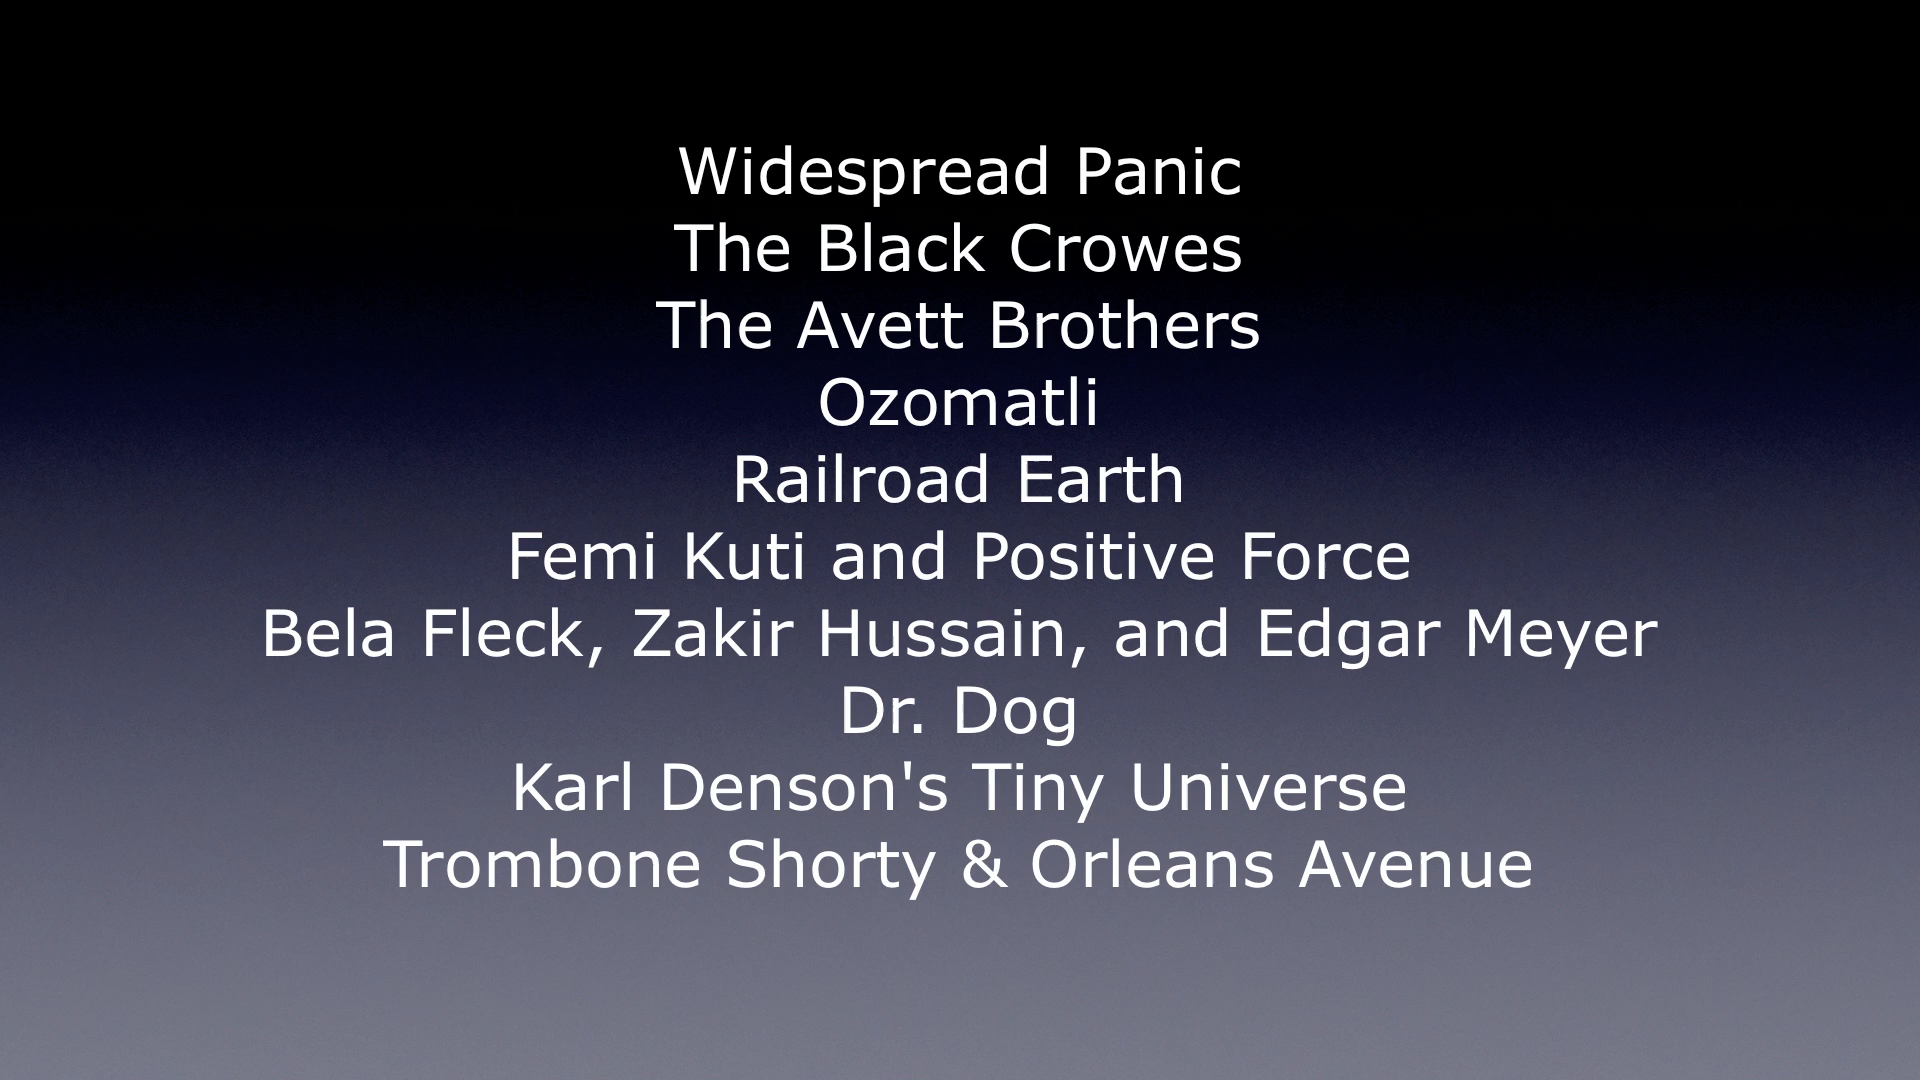 Widespread Panic
The Black Crowes
The Avett Brothers
Ozomatli
Railroad Earth
Femi Kuti and Positive Force
Bela Fleck, Zakir Hussain, and Edgar Meyer
Dr. Dog
Karl Denson's Tiny Universe
Trombone Shorty & Orleans Avenue